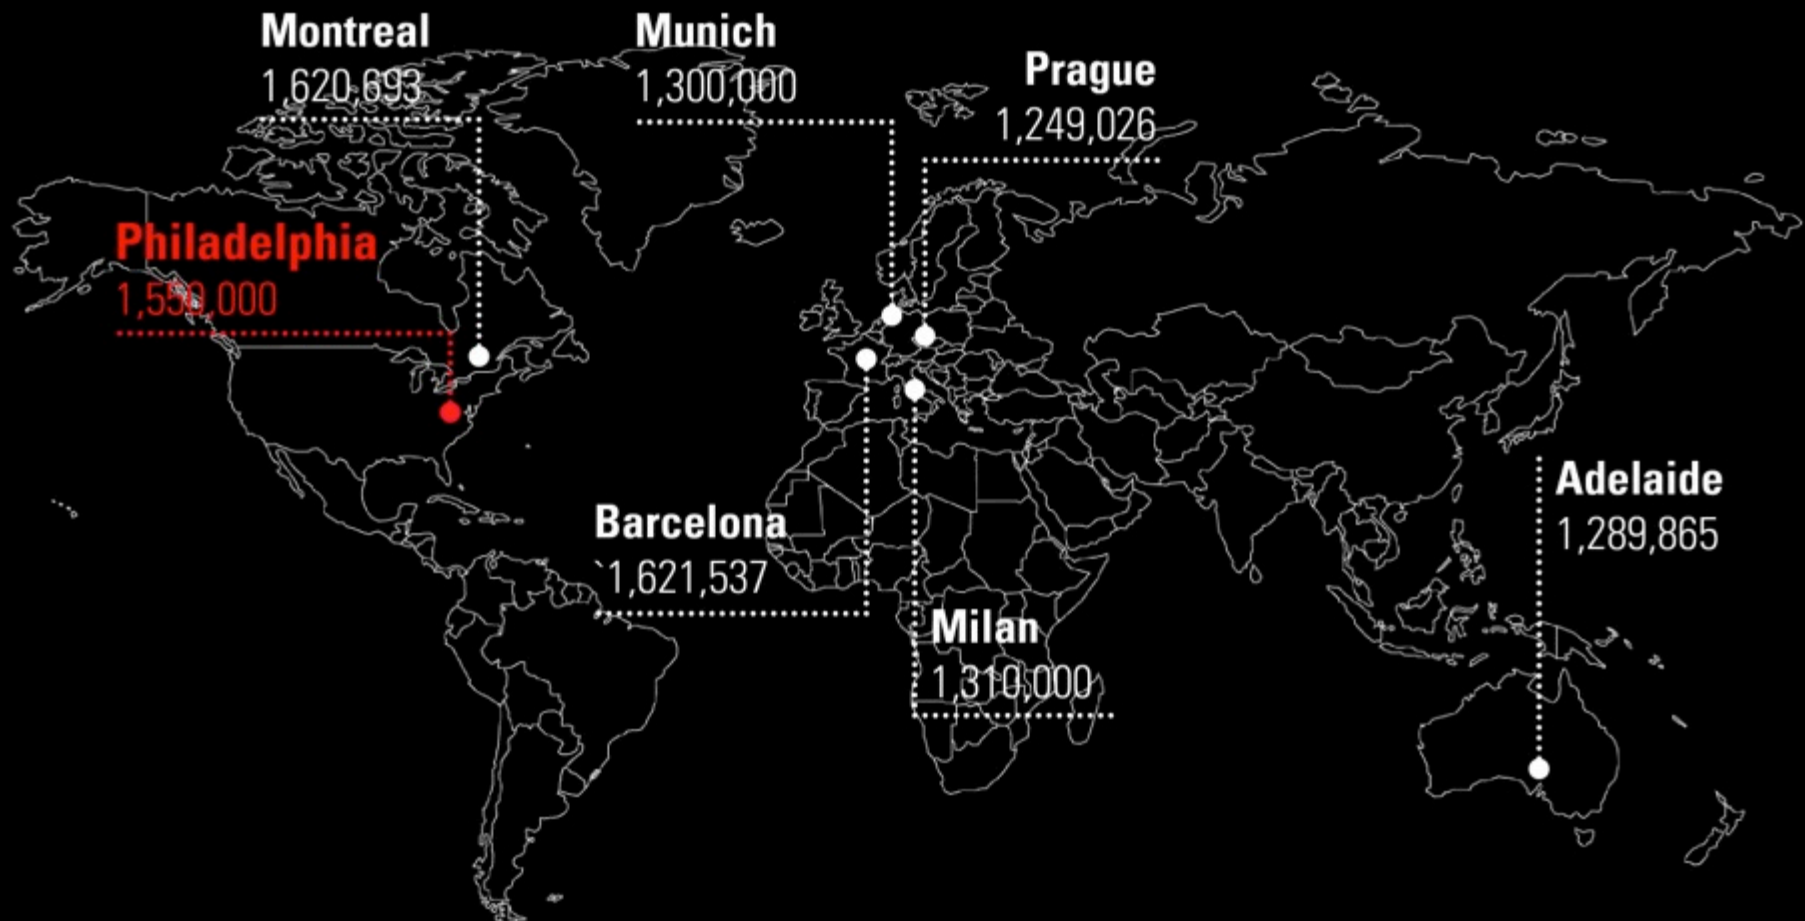 Montreal
1,620,693
Munich
1,300,000
Prague
1,249,026
Philadelphia
1,550,000
Barcelona
`1,621,537
Milan
1,310,000
Adelaide
1,289,865